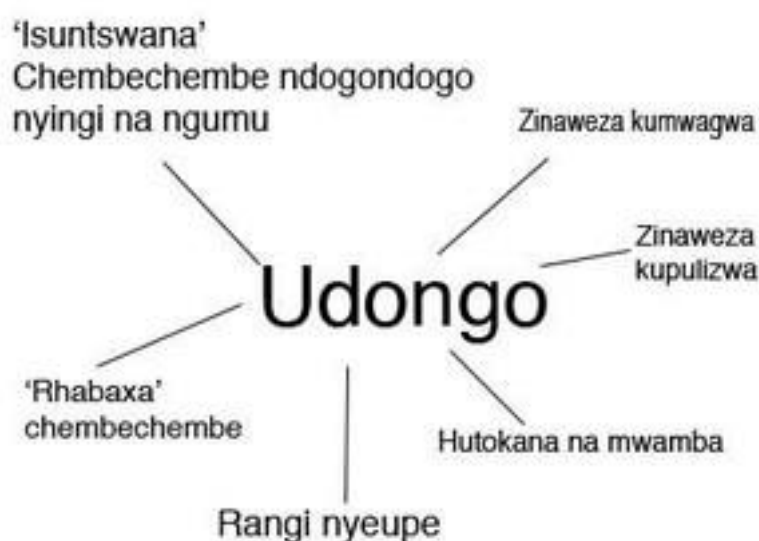 ‘Isuntswana’
Chembechembe ndogondogo
nyingi na ngumu
Zinaweza kumwagwa
Zinaweza
kupulizwa
Udongo
‘Rhabaxa’
chembechembe
Hutokana na mwamba
Rangi nyeupe